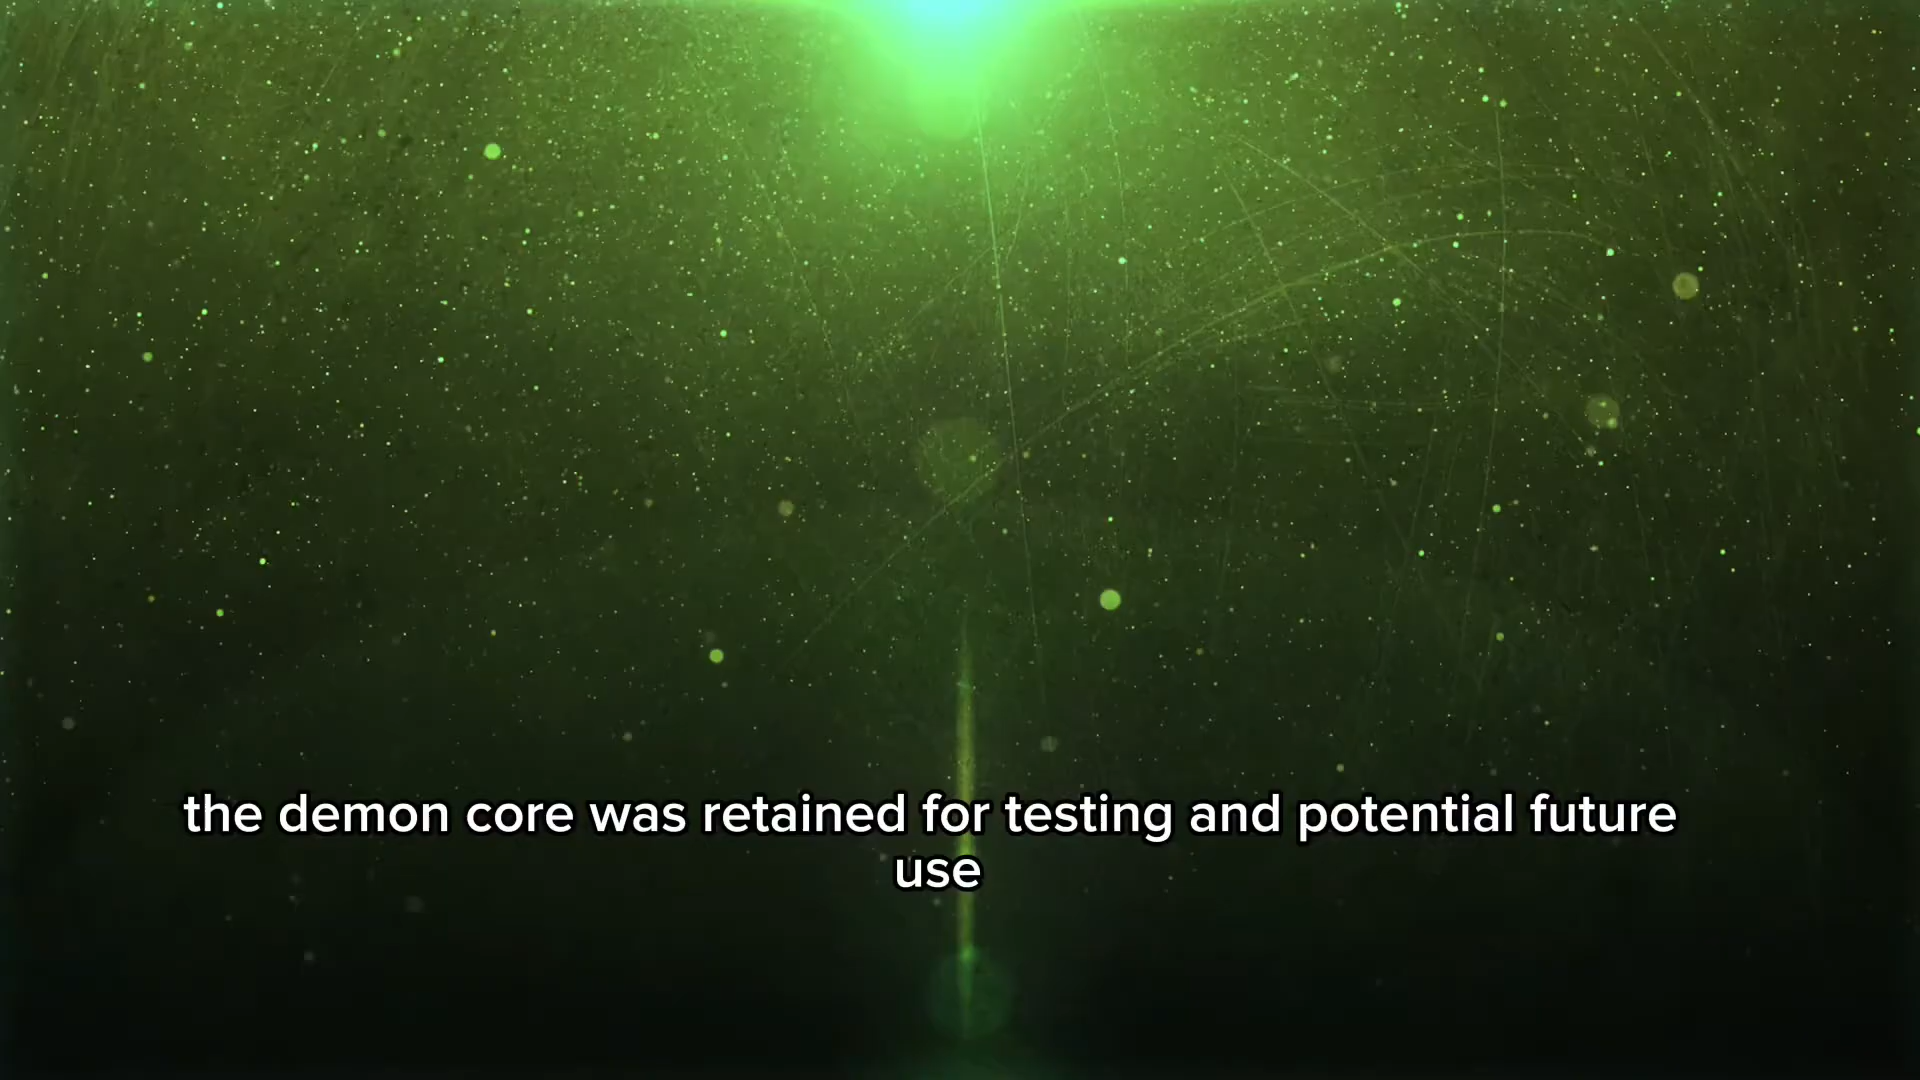 the demon core was retained for testing and potential future
use